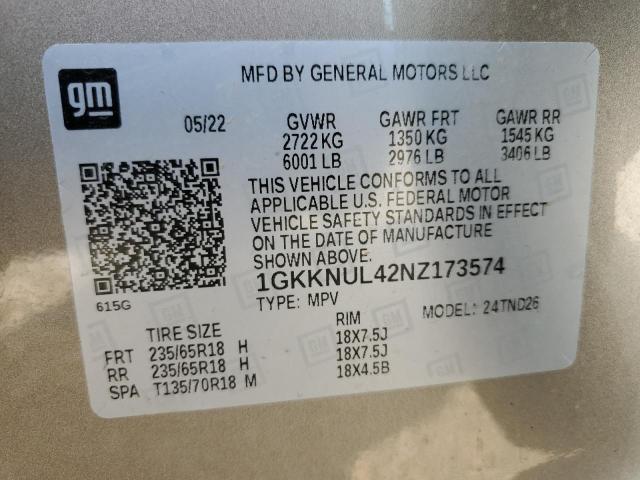 gm
MFD BY GENERAL MOTORS LLC
05/22 GVWR GAWR FRT GAWR RR
2722 KG 1350 KG 1545 KG
6001 LB 2976 LB 3406 LB
THIS VEHICLE CONFORMS TO ALL
APPLICABLE U.S. FEDERAL MOTOR
VEHICLE SAFETY STANDARDS IN EFFECT
ON THE DATE OF MANUFACTURE
SHOWN ABOVE.
1GKKNUL42NZ173574
615G
TYPE: MPV MODEL: 24TND26
TIRE SIZE RIM
FRT 235/65R18 H 18X7.5J
RR 235/65R18 H 18X7.5J
SPA T135/70R18 M 18X4.5B